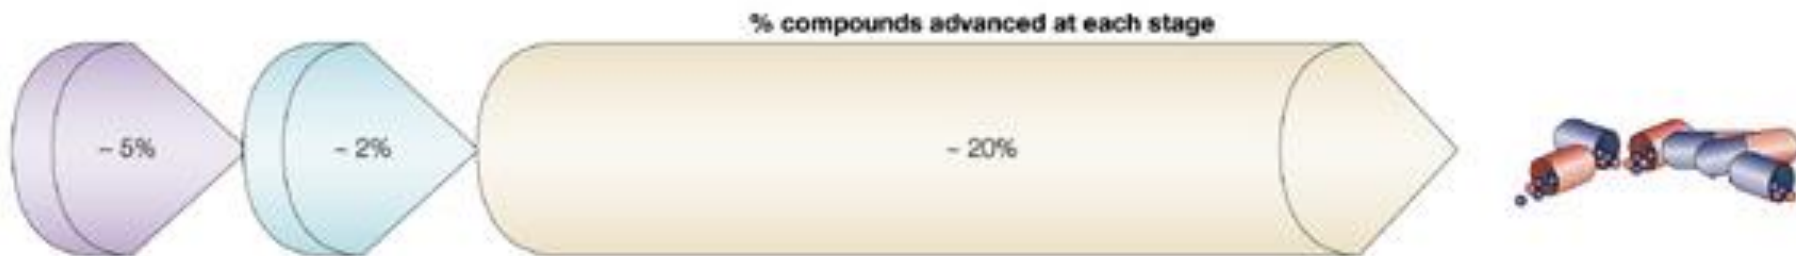 % compounds advanced at each stage
~ 5%
~ 2%
~ 20%